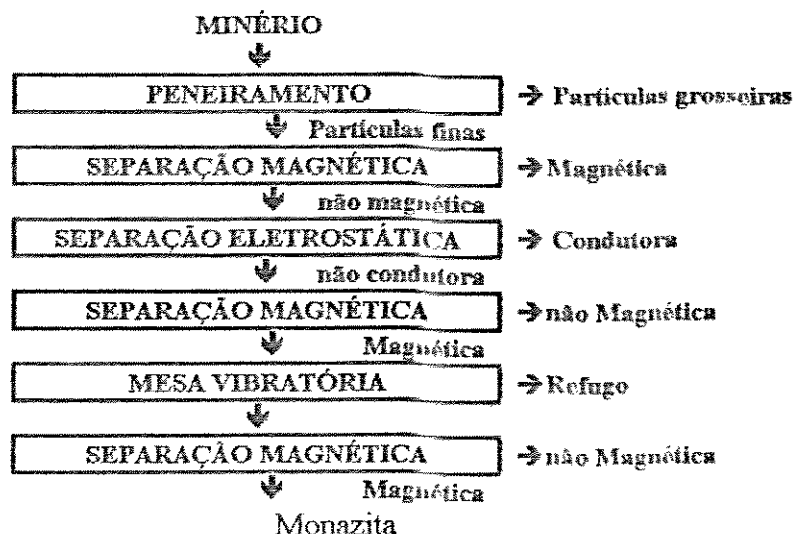 MINÉRIO
PENEIRAMENTO → Partículas grosseiras
Partículas finas
SEPARAÇÃO MAGNÉTICA → Magnética
não magnética
SEPARAÇÃO ELETROSTÁTICA → Condutora
não condutora
SEPARAÇÃO MAGNÉTICA → não Magnética
Magnética
MESA VIBRATÓRIA → Refugo
SEPARAÇÃO MAGNÉTICA → não Magnética
Magnética
Monazita